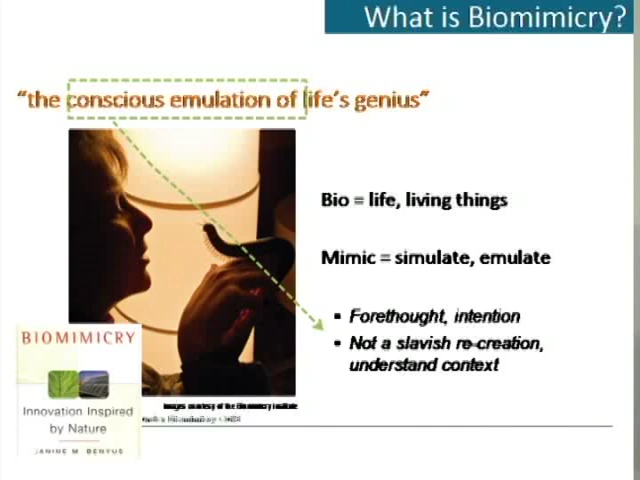 What is Biomimicry?
"the conscious emulation of life's genius"
Bio = life, living things
Mimic = simulate, emulate
▪ Forethought, intention
▪ Not a slavish re-creation,
understand context
BIOMIMICRY
Innovation Inspired
by Nature
JANINE M. BENYUS